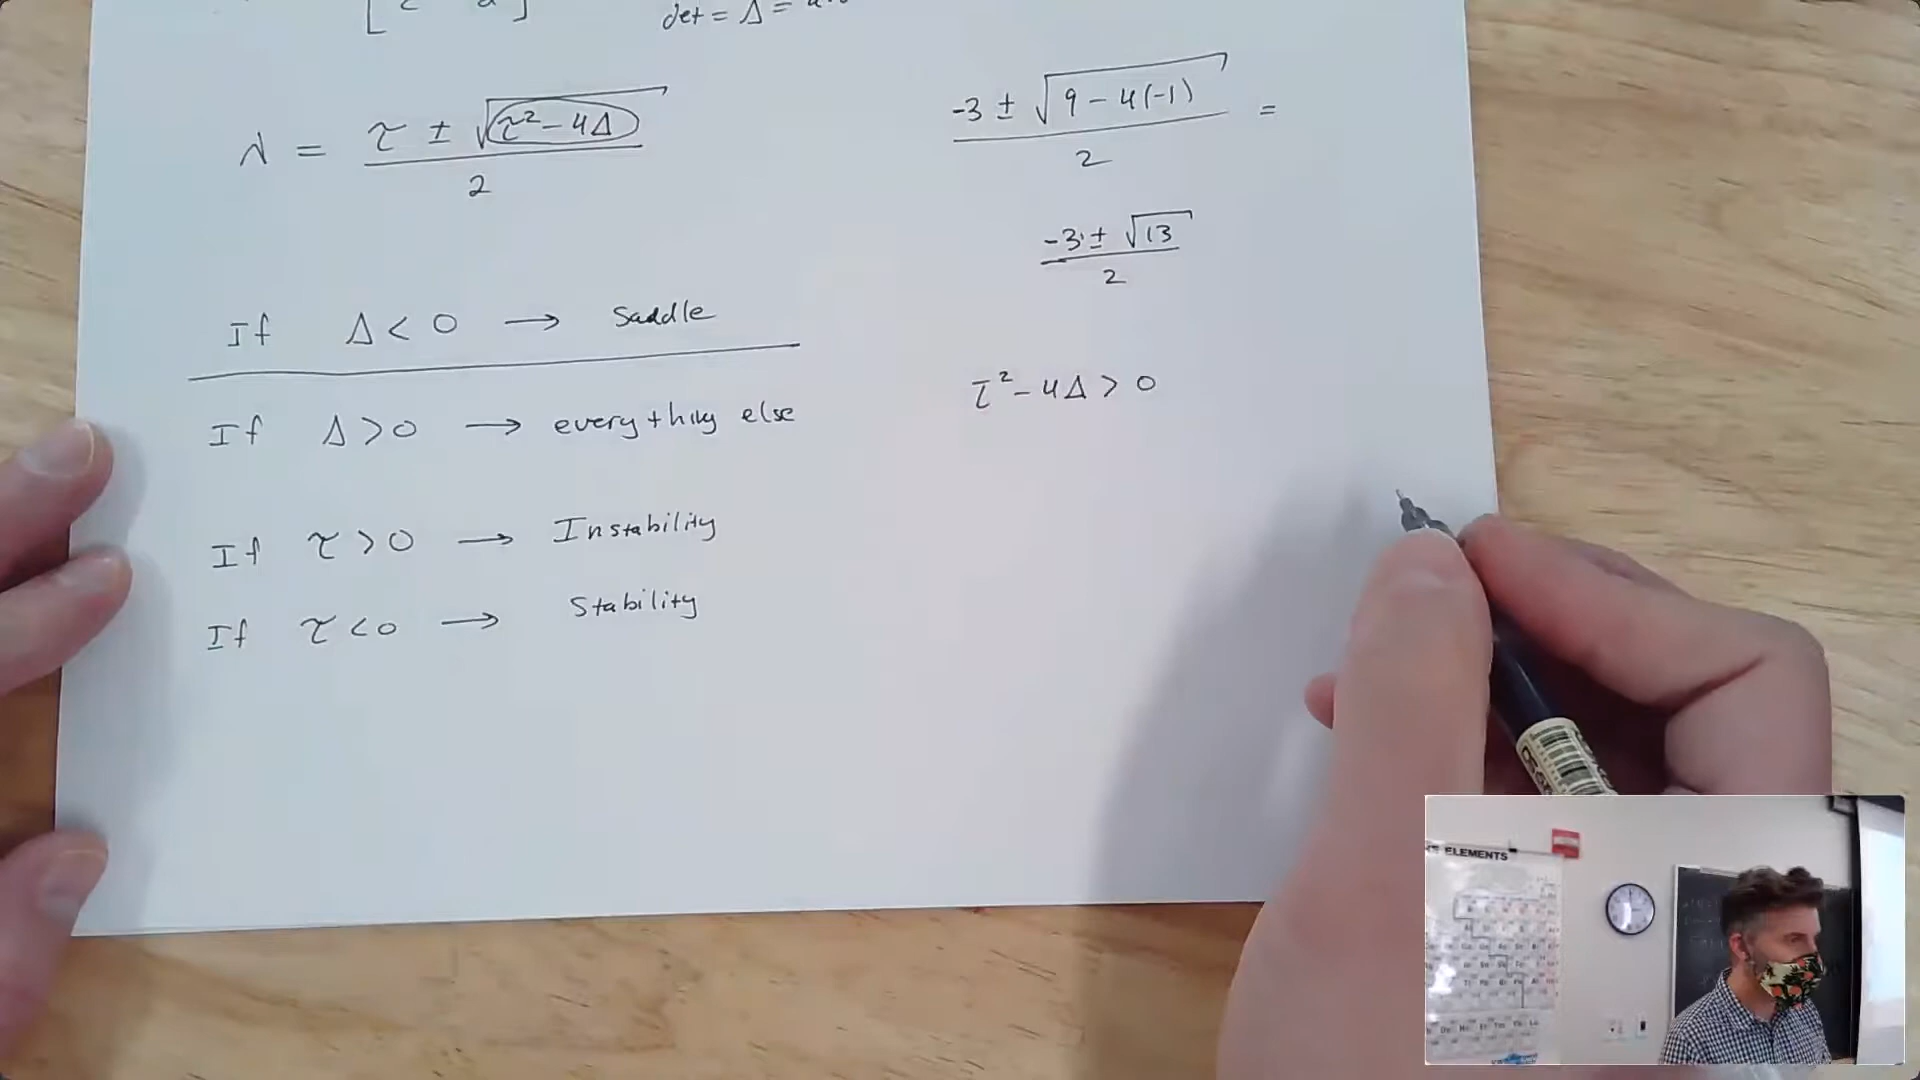 det = Δ =
λ = τ ± √τ² − 4Δ / 2
-3 ± √9 − 4(-1) / 2 =
-3 ± √13 / 2
If Δ < 0 → Saddle
If Δ > 0 → everything else
τ² − 4Δ > 0
If τ > 0 → Instability
If τ < 0 → Stability
ELEMENTS